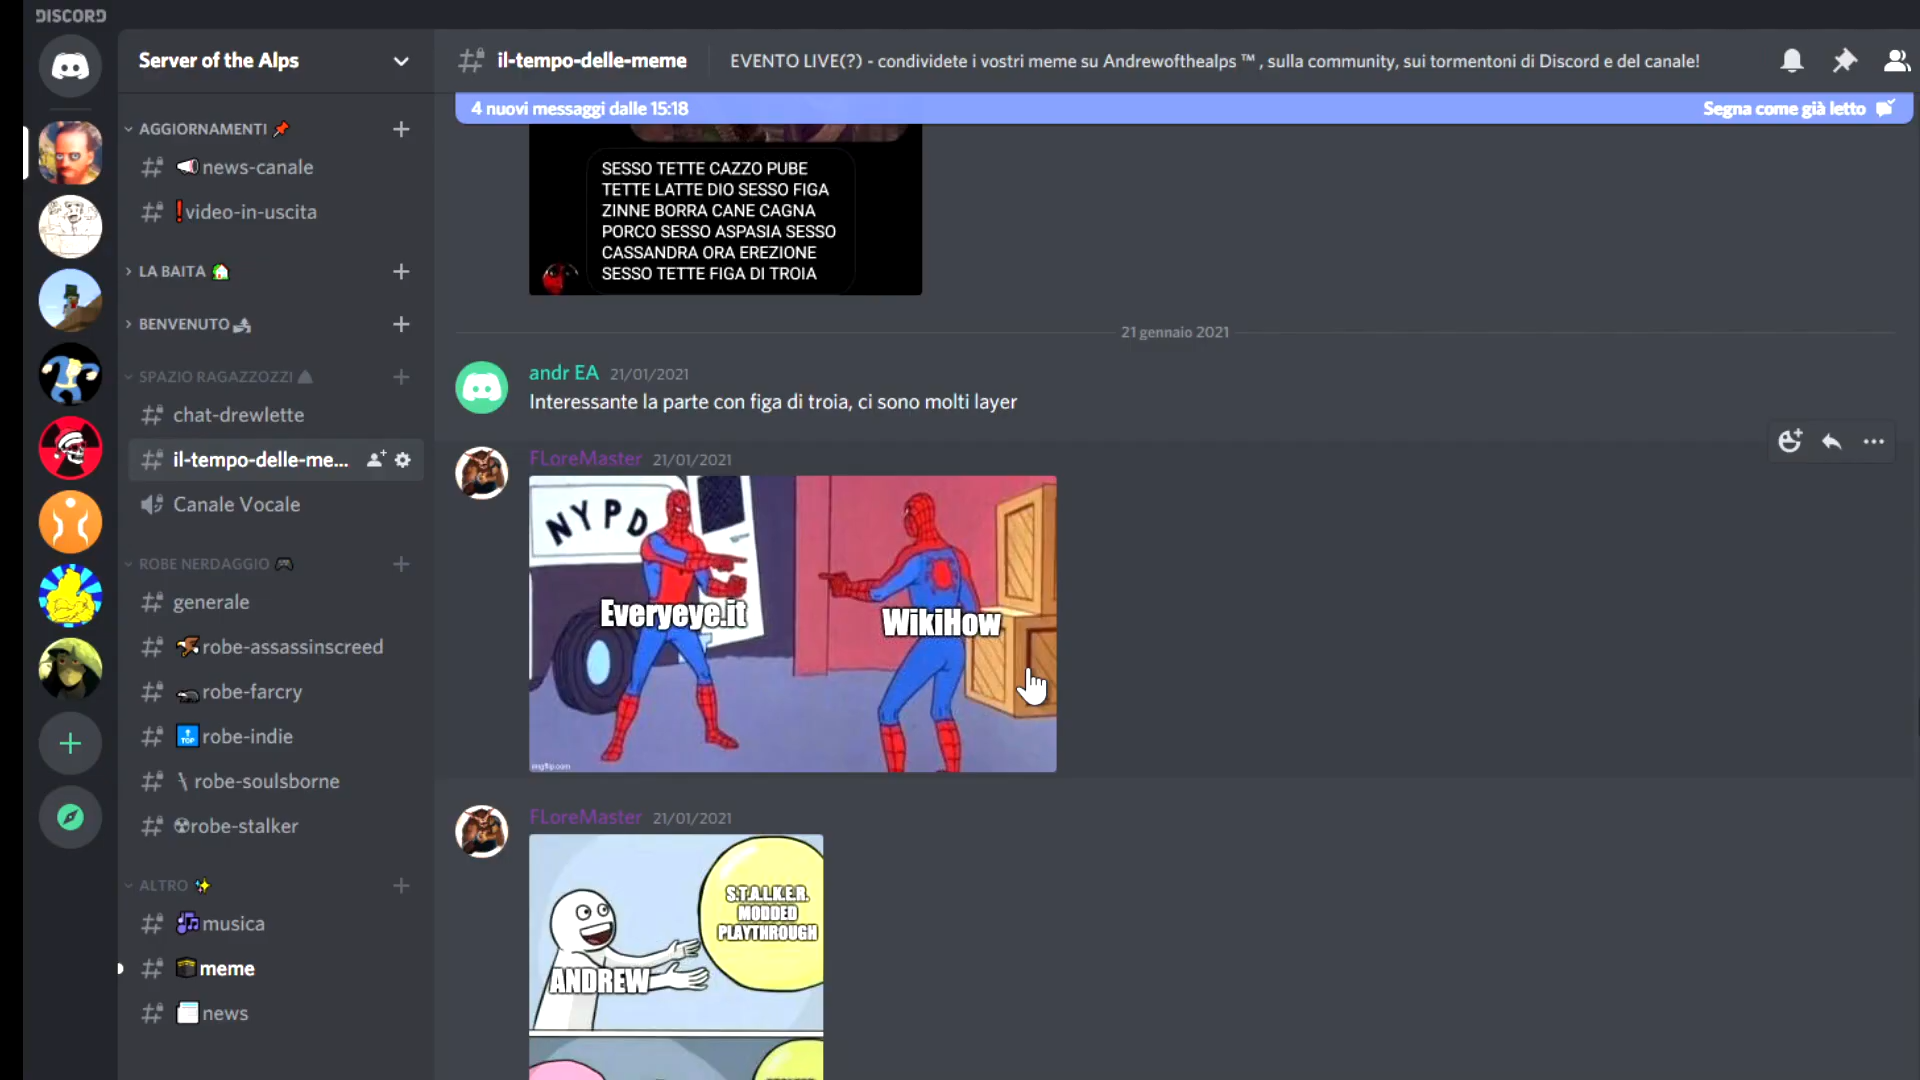 DISCORD
Server of the Alps
AGGIORNAMENTI
news-canale
video-in-uscita
LA BAITA
BENVENUTO
SPAZIO RAGAZZOZZI
chat-drewlette
il-tempo-delle-me...
Canale Vocale
ROBE NERDAGGIO
generale
robe-assassinscreed
robe-farcry
TOP
robe-indie
robe-soulsborne
robe-stalker
ALTRO
musica
meme
news
il-tempo-delle-meme
EVENTO LIVE(?) - condividete i vostri meme su Andrewofthealps ™ , sulla community, sui tormentoni di Discord e del canale!
4 nuovi messaggi dalle 15:18
Segna come già letto
SESSO TETTE CAZZO PUBE
TETTE LATTE DIO SESSO FIGA
ZINNE BORRA CANE CAGNA
PORCO SESSO ASPASIA SESSO
CASSANDRA ORA EREZIONE
SESSO TETTE FIGA DI TROIA
21 gennaio 2021
andr EA 21/01/2021
Interessante la parte con figa di troia, ci sono molti layer
FLoreMaster 21/01/2021
NYPD
Everyeye.it
WikiHow
imgflip.com
FLoreMaster 21/01/2021
S.T.A.L.K.E.R.
MODDED
PLAYTHROUGH
ANDREW